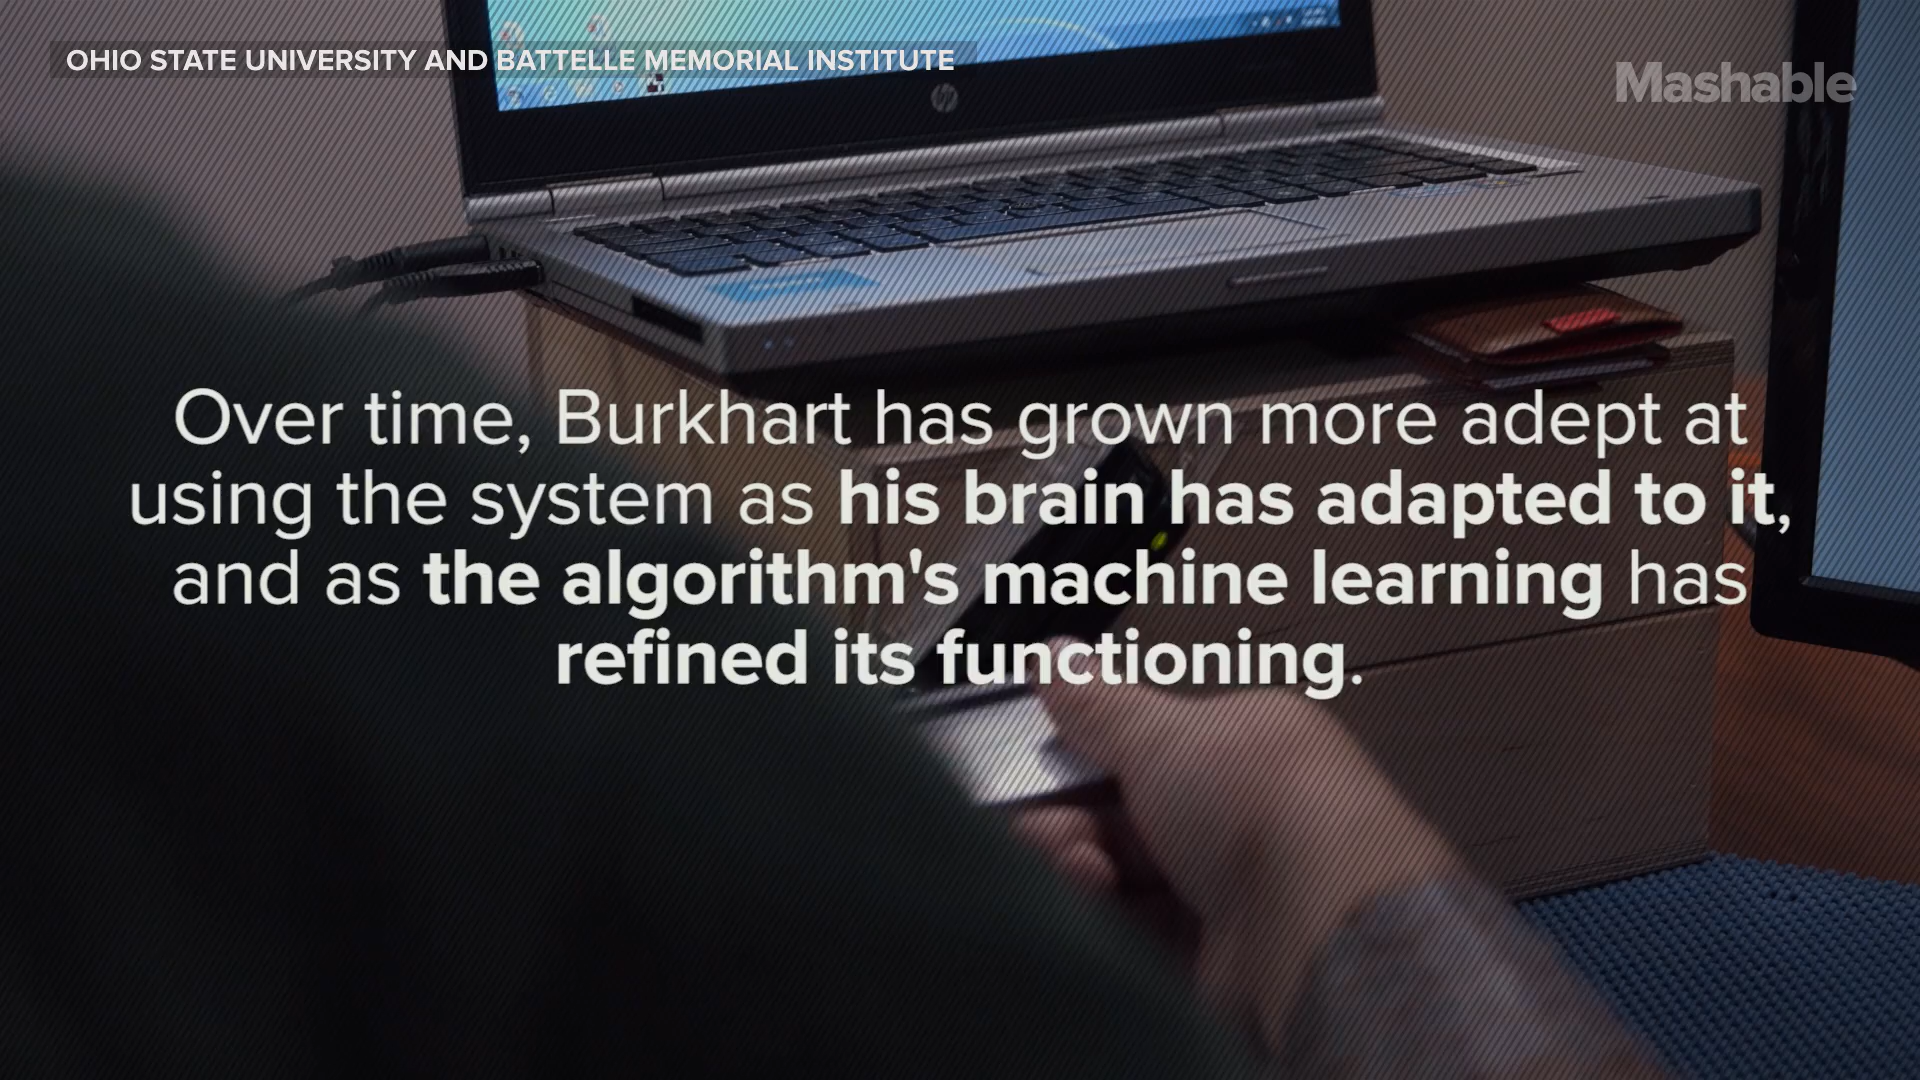 OHIO STATE UNIVERSITY AND BATTELLE MEMORIAL INSTITUTE
Mashable
hp
Over time, Burkhart has grown more adept at
using the system as his brain has adapted to it,
and as the algorithm's machine learning has
refined its functioning.